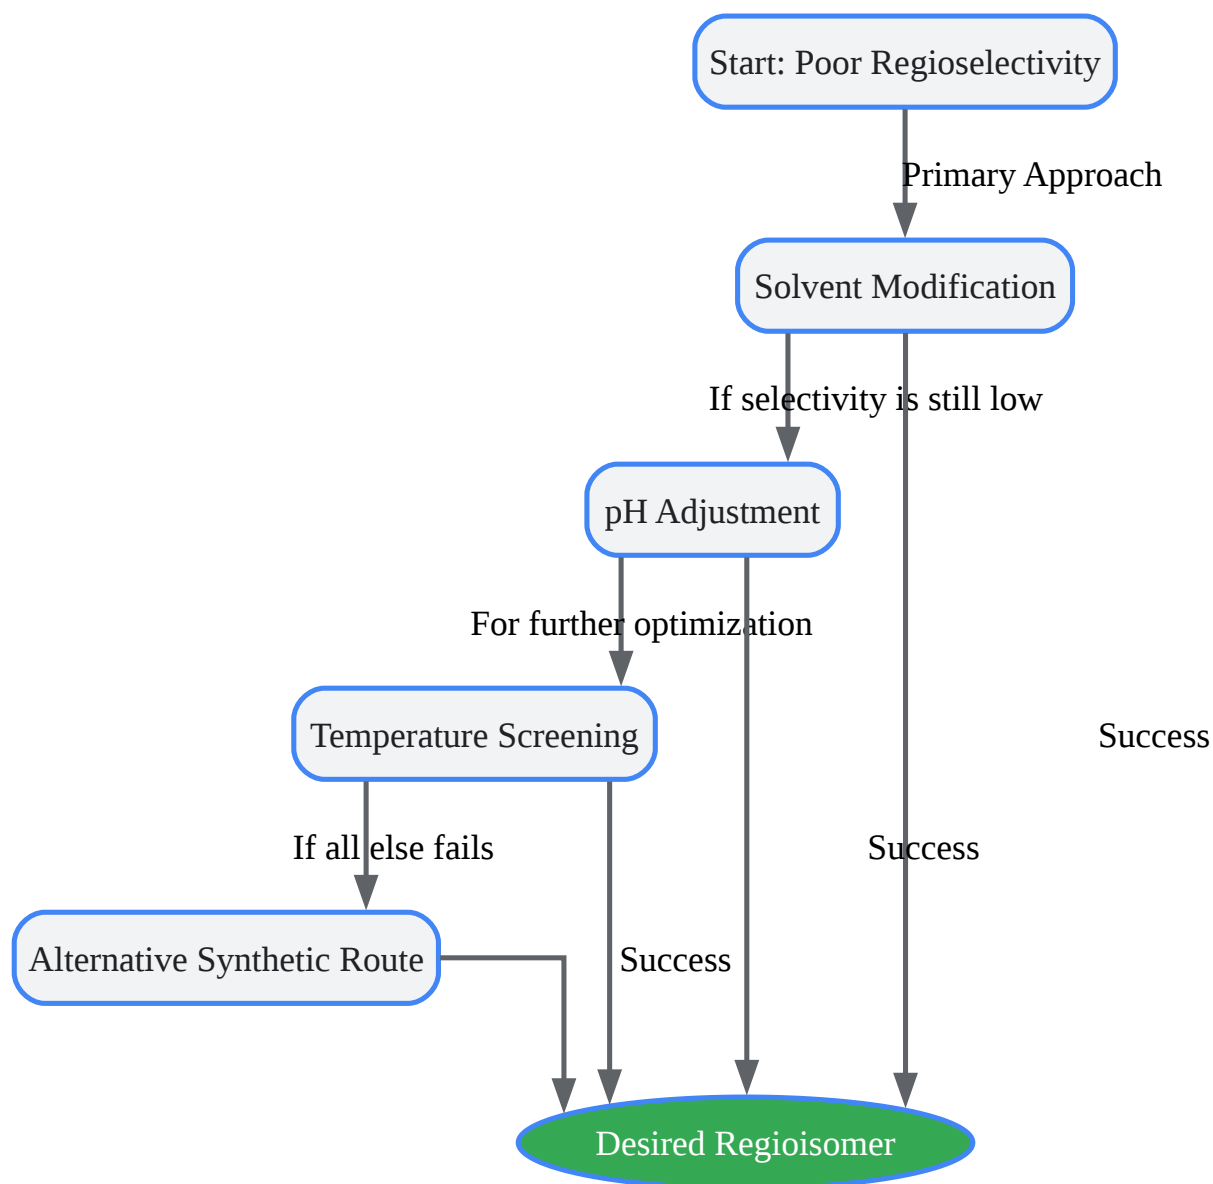 Start: Poor Regioselectivity
Primary Approach
Solvent Modification
If selectivity is still low
pH Adjustment
For further optimization
Temperature Screening
Success
If all else fails
Success
Alternative Synthetic Route
Success
Desired Regioisomer